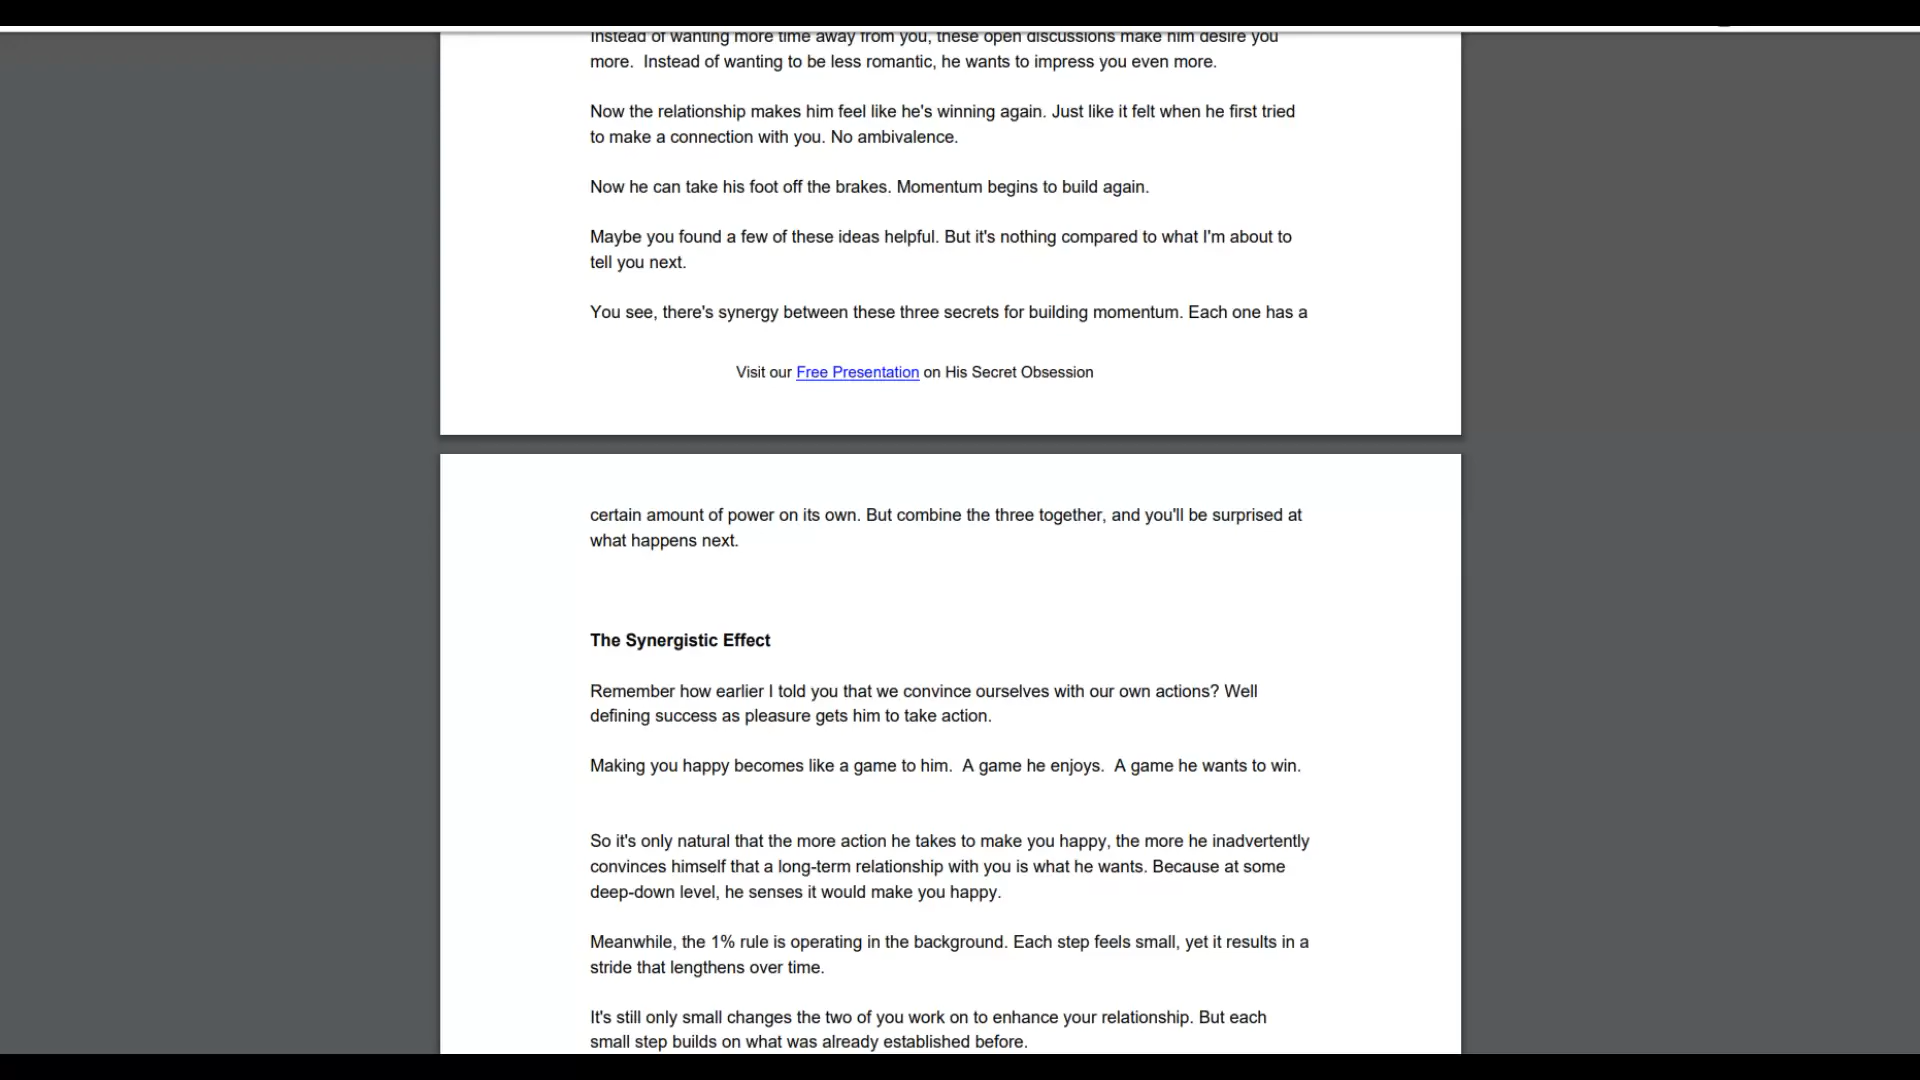 Instead of wanting more time away from you, these open discussions make him desire you
more.  Instead of wanting to be less romantic, he wants to impress you even more.
Now the relationship makes him feel like he's winning again. Just like it felt when he first tried
to make a connection with you. No ambivalence.
Now he can take his foot off the brakes. Momentum begins to build again.
Maybe you found a few of these ideas helpful. But it's nothing compared to what I'm about to
tell you next.
You see, there's synergy between these three secrets for building momentum. Each one has a
Visit our Free Presentation on His Secret Obsession
certain amount of power on its own. But combine the three together, and you'll be surprised at
what happens next.
The Synergistic Effect
Remember how earlier I told you that we convince ourselves with our own actions? Well
defining success as pleasure gets him to take action.
Making you happy becomes like a game to him.  A game he enjoys.  A game he wants to win.
So it's only natural that the more action he takes to make you happy, the more he inadvertently
convinces himself that a long-term relationship with you is what he wants. Because at some
deep-down level, he senses it would make you happy.
Meanwhile, the 1% rule is operating in the background. Each step feels small, yet it results in a
stride that lengthens over time.
It's still only small changes the two of you work on to enhance your relationship. But each
small step builds on what was already established before.